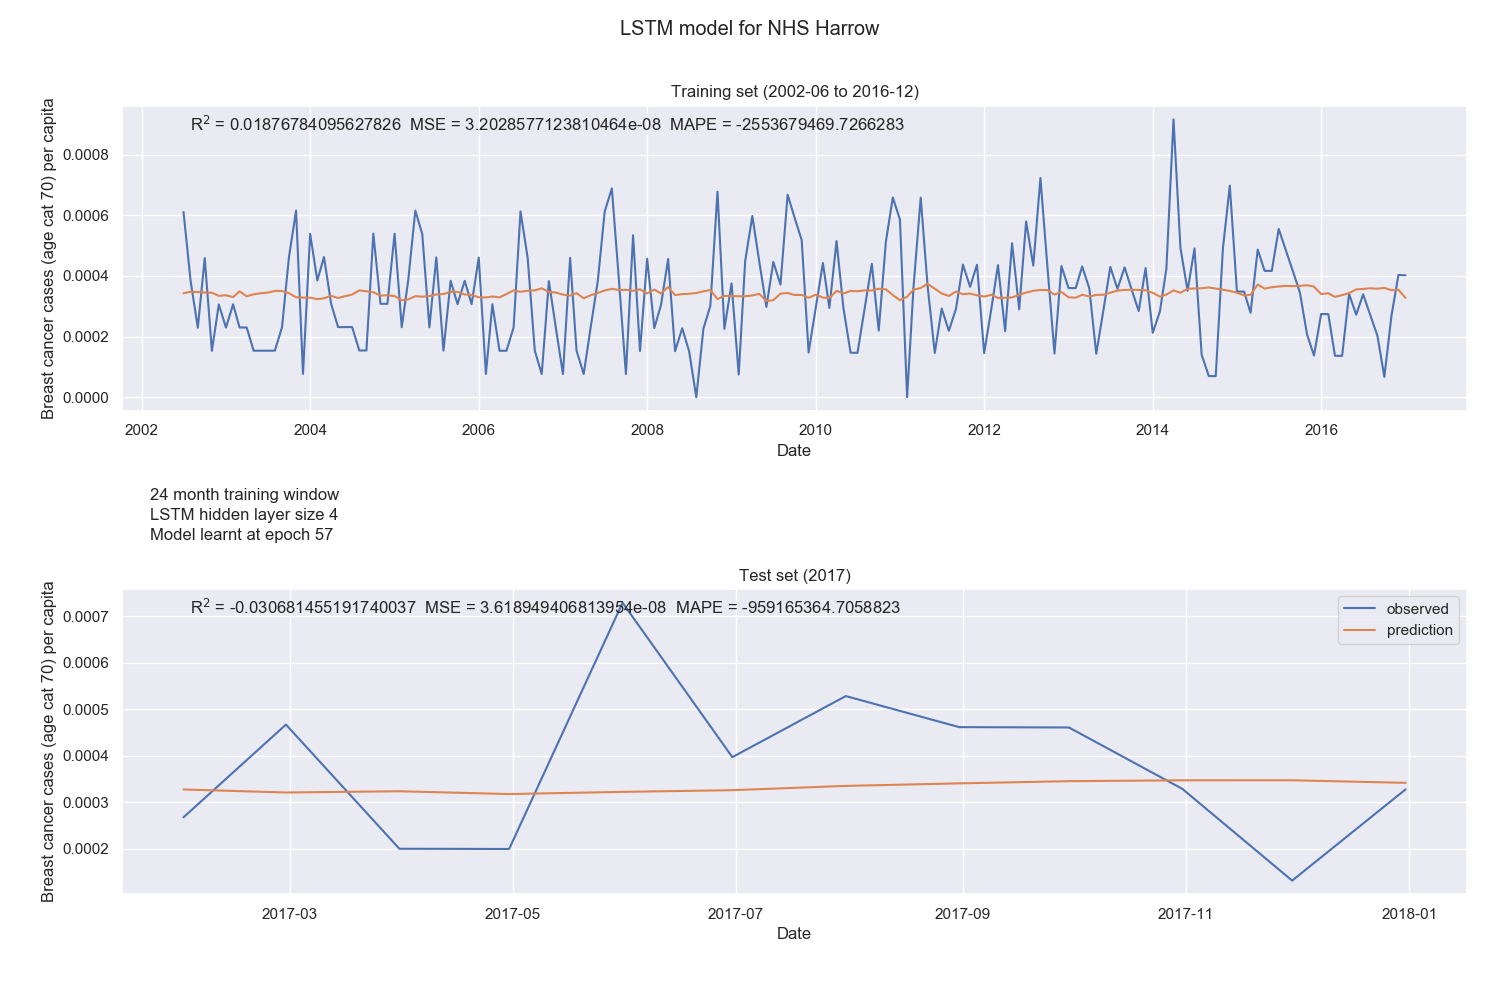 LSTM model for NHS Harrow
Training set (2002-06 to 2016-12)
R² = 0.01876784095627826 MSE = 3.2028577123810464e-08 MAPE = -2553679469.7266283
Breast cancer cases (age cat 70) per capita
0.0008
0.0006
0.0004
0.0002
0.0000
2002 2004 2006 2008 2010 2012 2014 2016
Date
24 month training window
LSTM hidden layer size 4
Model learnt at epoch 57
Test set (2017)
R² = -0.030681455191740037 MSE = 3.618949406813954e-08 MAPE = -959165364.7058823
observed
prediction
Breast cancer cases (age cat 70) per capita
0.0007
0.0006
0.0005
0.0004
0.0003
0.0002
2017-03 2017-05 2017-07 2017-09 2017-11 2018-01
Date